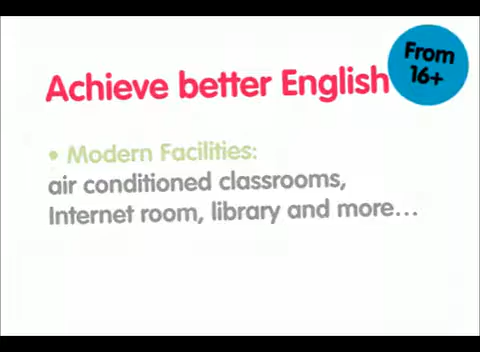 Achieve better English
From
16+
• Modern Facilities:
air conditioned classrooms,
Internet room, library and more...